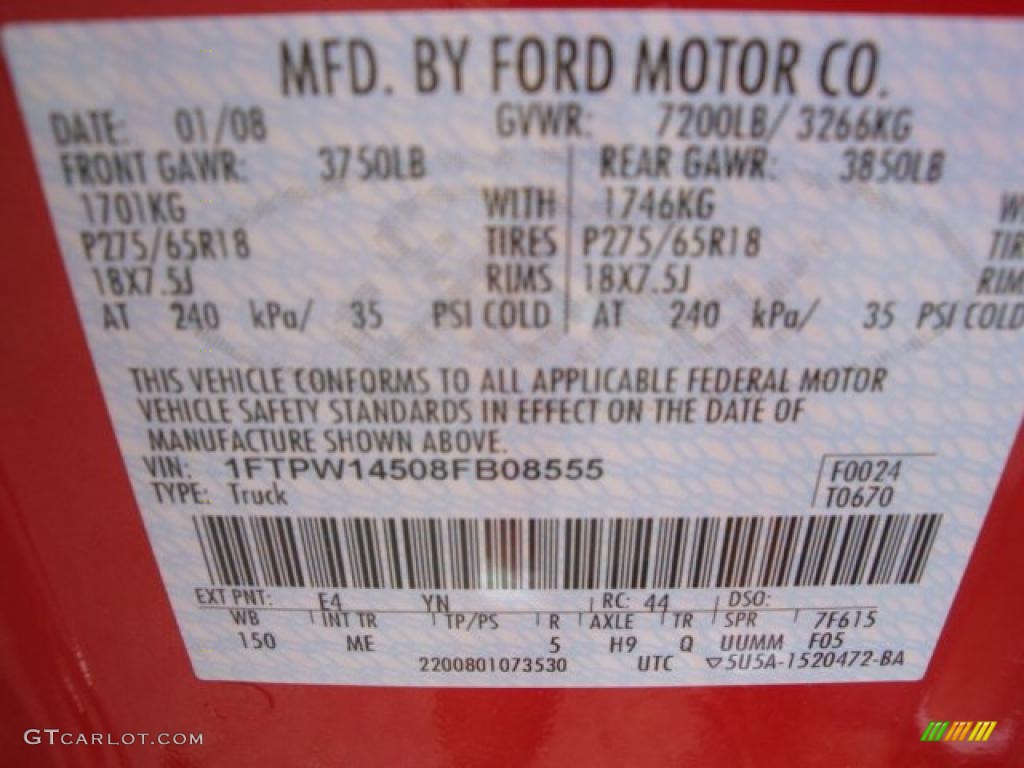 MFD. BY FORD MOTOR CO.
DATE: 01/08 GVWR: 7200LB/ 3266KG
FRONT GAWR: 3750LB REAR GAWR: 3850LB
1701KG WITH 1746KG WI
P275/65R18 TIRES P275/65R18 TIR
18X7.5J RIMS 18X7.5J RIM
AT 240 kPa/ 35 PSI COLD AT 240 kPa/ 35 PSI COLD
THIS VEHICLE CONFORMS TO ALL APPLICABLE FEDERAL MOTOR
VEHICLE SAFETY STANDARDS IN EFFECT ON THE DATE OF
MANUFACTURE SHOWN ABOVE.
VIN: 1FTPW14508FB08555 F0024
TYPE: Truck T0670
EXT PNT: E4 YN RC: 44 DSO:
WB INT TR TP/PS R AXLE TR SPR 7F615
150 ME 5 H9 Q UUMM F05
2200801073530 UTC ▽5U5A-1520472-BA
GTCARLOT.COM